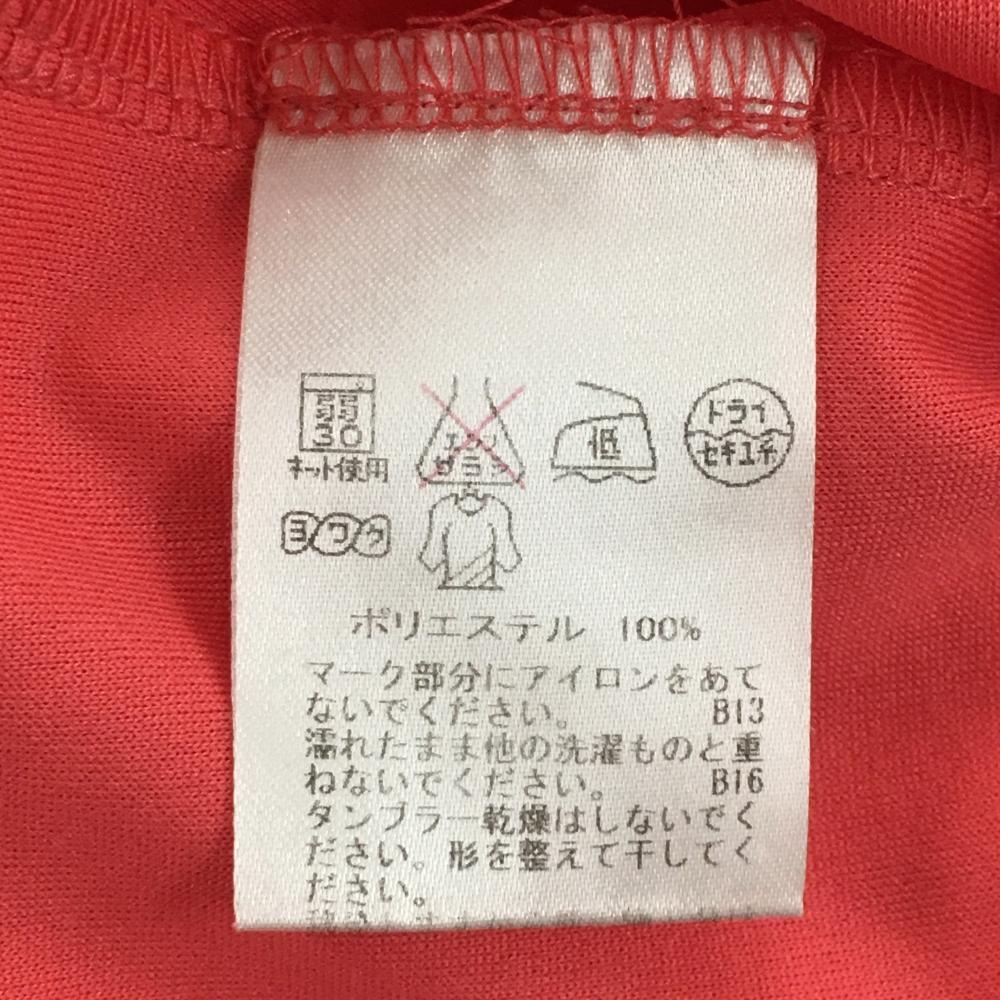 弱
30
ネット使用
エンソ
サラシ
低
ドライ
セキユ系
ヨワク
ポリエステル 100%
マーク部分にアイロンをあて
ないでください。 B13
濡れたまま他の洗濯ものと重
ねないでください。 B16
タンブラー乾燥はしないでく
ださい。形を整えて干してく
ださい。